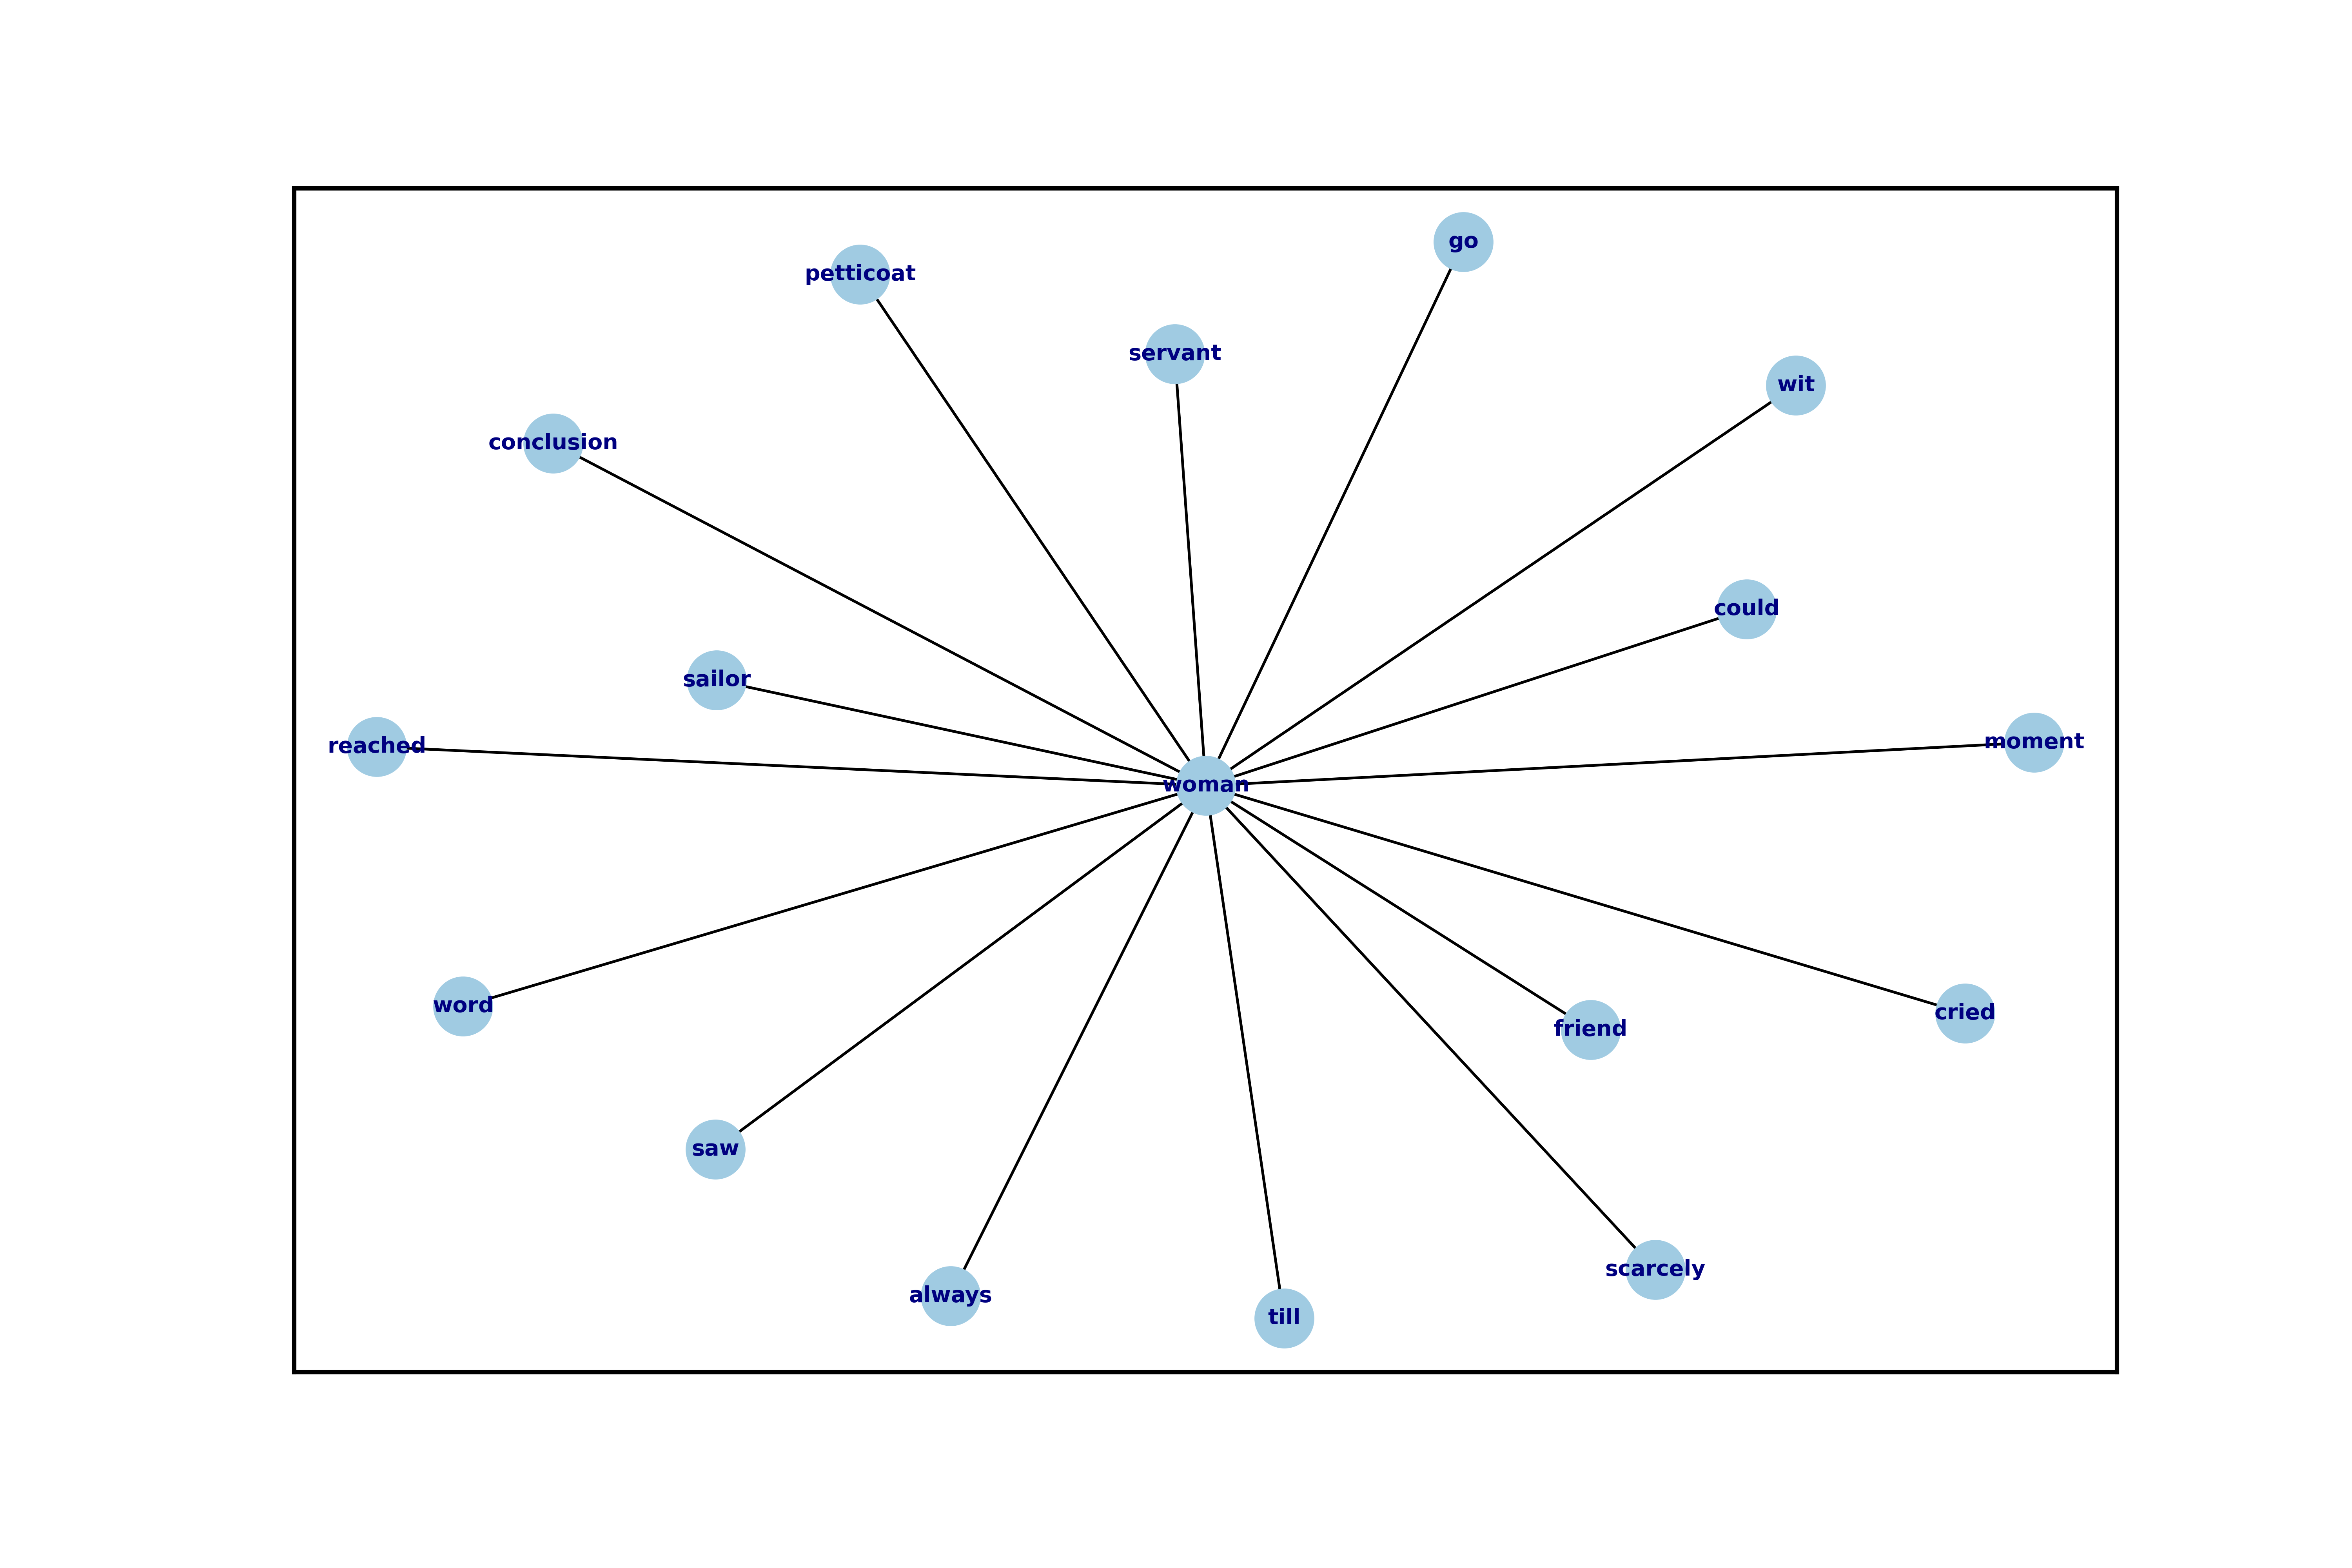 go
petticoat
servant
wit
conclusion
could
sailor
moment
reached
woman
word
cried
friend
saw
scarcely
always
till